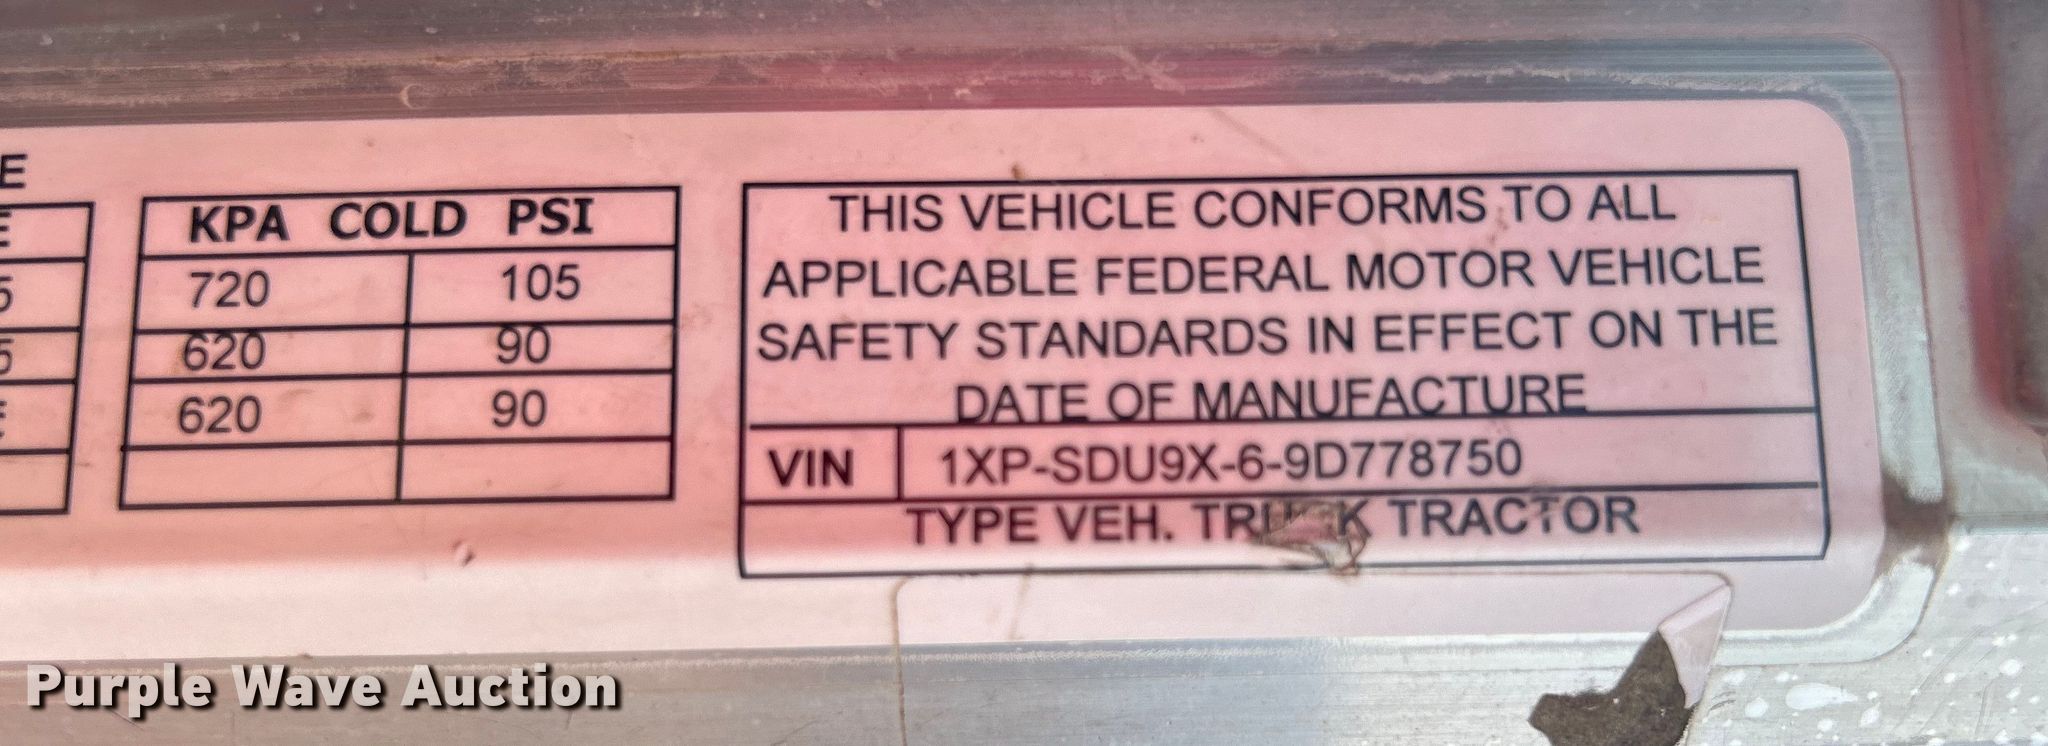 E
KPA COLD PSI
720 105
620 90
620 90
THIS VEHICLE CONFORMS TO ALL
APPLICABLE FEDERAL MOTOR VEHICLE
SAFETY STANDARDS IN EFFECT ON THE
DATE OF MANUFACTURE
VIN 1XP-SDU9X-6-9D778750
TYPE VEH. TRUCK TRACTOR
Purple Wave Auction